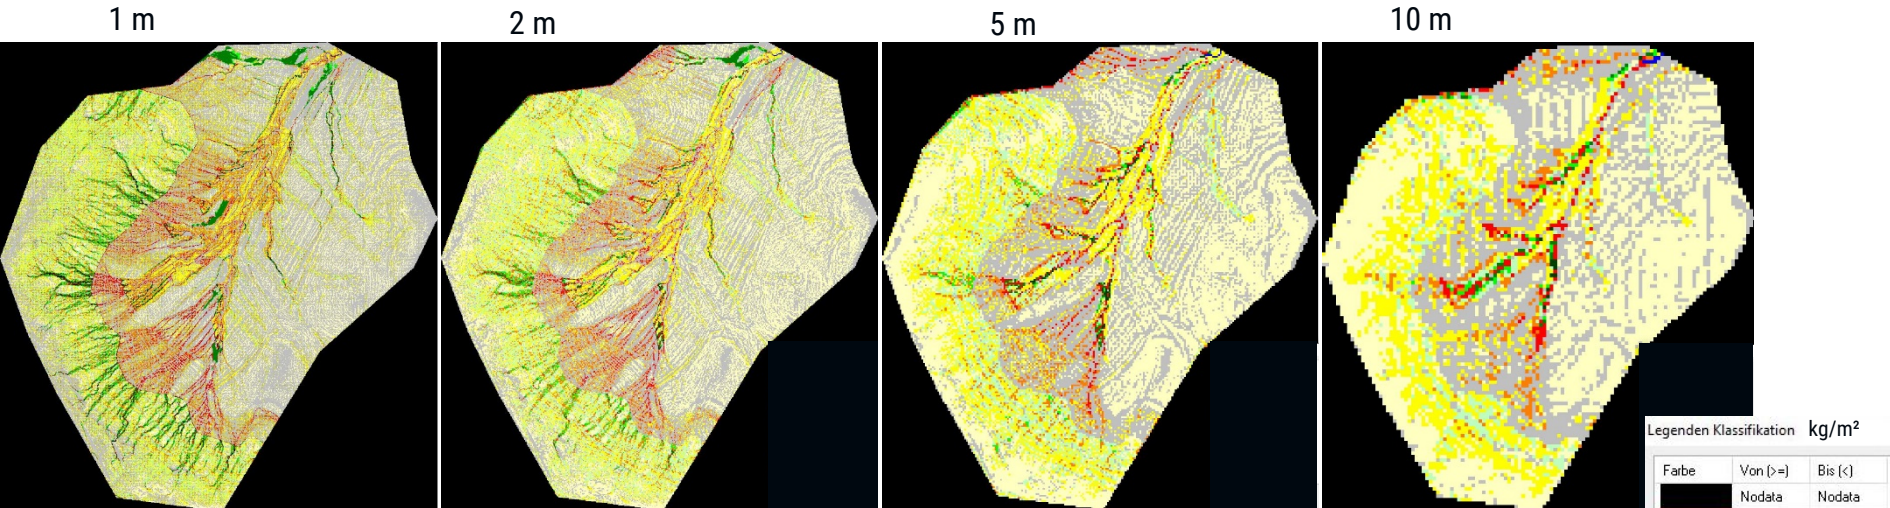 1 m
2 m
5 m
10 m
Legenden Klassifikation kg/m²
Farbe Von (>=) Bis (<)
Nodata Nodata